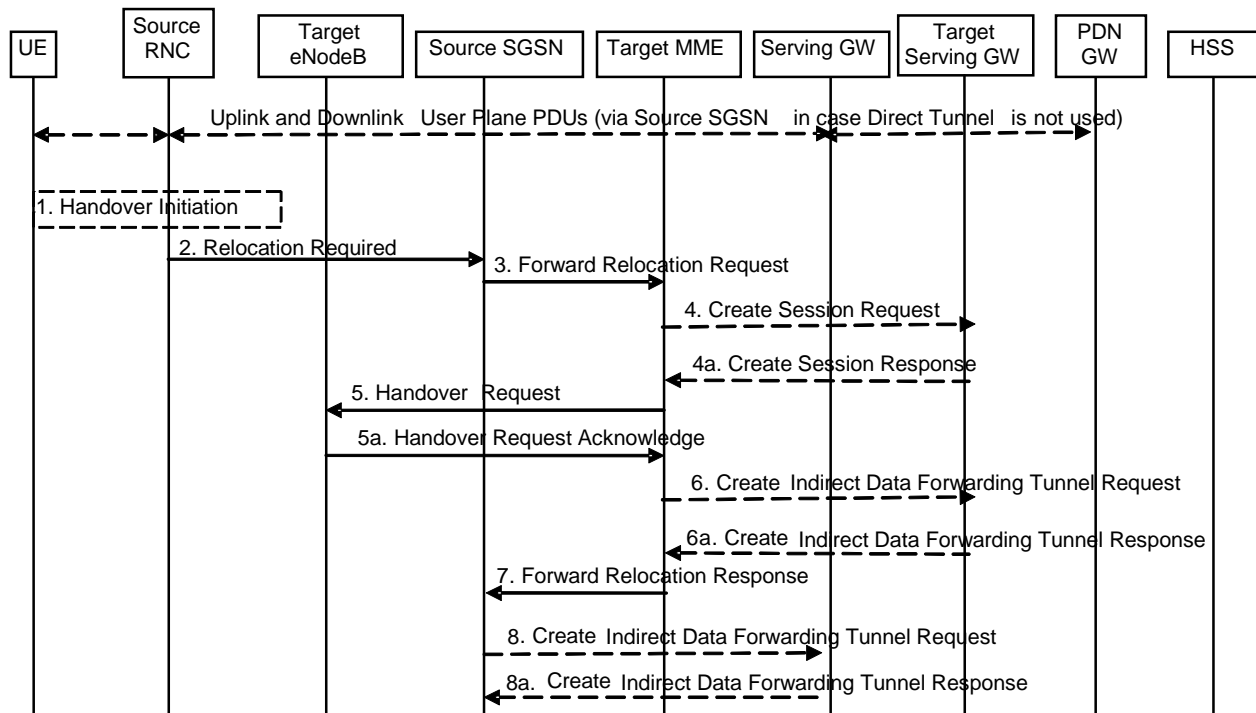 UE
Source
RNC
Target
eNodeB
Source SGSN
Target MME
Serving GW
Target
Serving GW
PDN
GW
HSS
Uplink and Downlink User Plane PDUs (via Source SGSN in case Direct Tunnel is not used)
1. Handover Initiation
2. Relocation Required
3. Forward Relocation Request
4. Create Session Request
4a. Create Session Response
5. Handover Request
5a. Handover Request Acknowledge
6. Create Indirect Data Forwarding Tunnel Request
6a. Create Indirect Data Forwarding Tunnel Response
7. Forward Relocation Response
8. Create Indirect Data Forwarding Tunnel Request
8a. Create Indirect Data Forwarding Tunnel Response